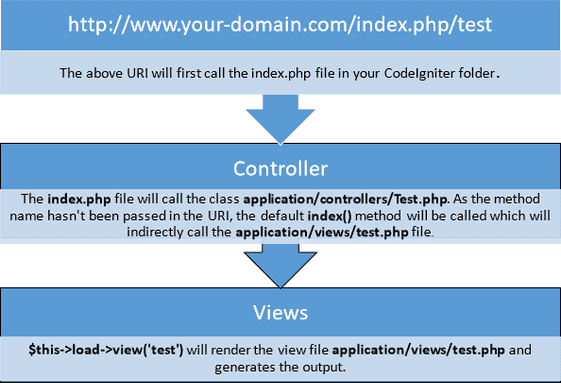 http://www.your-domain.com/index.php/test
The above URI will first call the index.php file in your CodeIgniter folder.
Controller
The index.php file will call the class application/controllers/Test.php. As the method
name hasn't been passed in the URI, the default index() method will be called which will
indirectly call the application/views/test.php file.
Views
$this->load->view('test') will render the view file application/views/test.php and
generates the output.